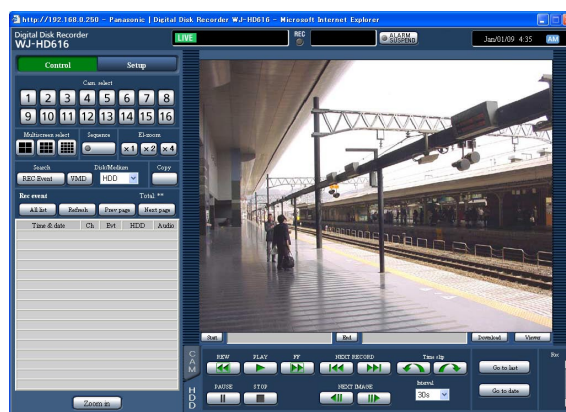 http://192.168.0.250 - Panasonic | Digital Disk Recorder WJ-HD616 - Microsoft Internet Explorer
Digital Disk Recorder
WJ-HD616
LIVE
REC
ALARM
SUSPEND
Jan/01/09 4:35 AM
Control Setup
Cam. select
1 2 3 4 5 6 7 8
9 10 11 12 13 14 15 16
Multiscreen select Sequence El-zoom
x1 x2 x4
Search Disk/Medium Copy
REC Event VMD HDD
Rec event Total **
All list Refresh Prev page Next page
Time & date Ch Evt HDD Audio
Zoom in
Start End Download Viewer
CAM
REW PLAY FF NEXT RECORD Time slip
Go to last
Rec
HDD
PAUSE STOP NEXT IMAGE Interval
30s
Go to date